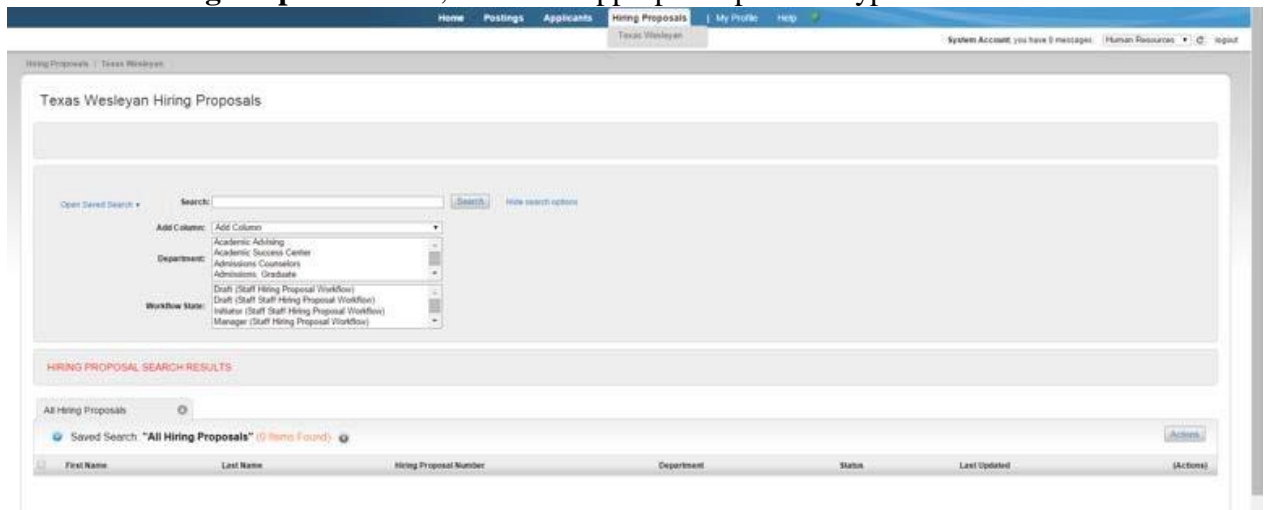 Home Postings Applicants Hiring Proposals | My Profile Help
Texas Wesleyan
System Account, you have 0 messages. Human Resources logout
Hiring Proposals | Texas Wesleyan
Texas Wesleyan Hiring Proposals
Open Saved Search Search: Search Hide search options
Add Column: Add Column
Department: Academic Advising
Academic Success Center
Admissions Counselors
Admissions, Graduate
Workflow State: Draft (Staff Hiring Proposal Workflow)
Draft (Staff Staff Hiring Proposal Workflow)
Initiator (Staff Staff Hiring Proposal Workflow)
Manager (Staff Hiring Proposal Workflow)
HIRING PROPOSAL SEARCH RESULTS
All Hiring Proposals
Saved Search: "All Hiring Proposals" (0 Items Found)
Actions
First Name Last Name Hiring Proposal Number Department Status Last Updated (Actions)